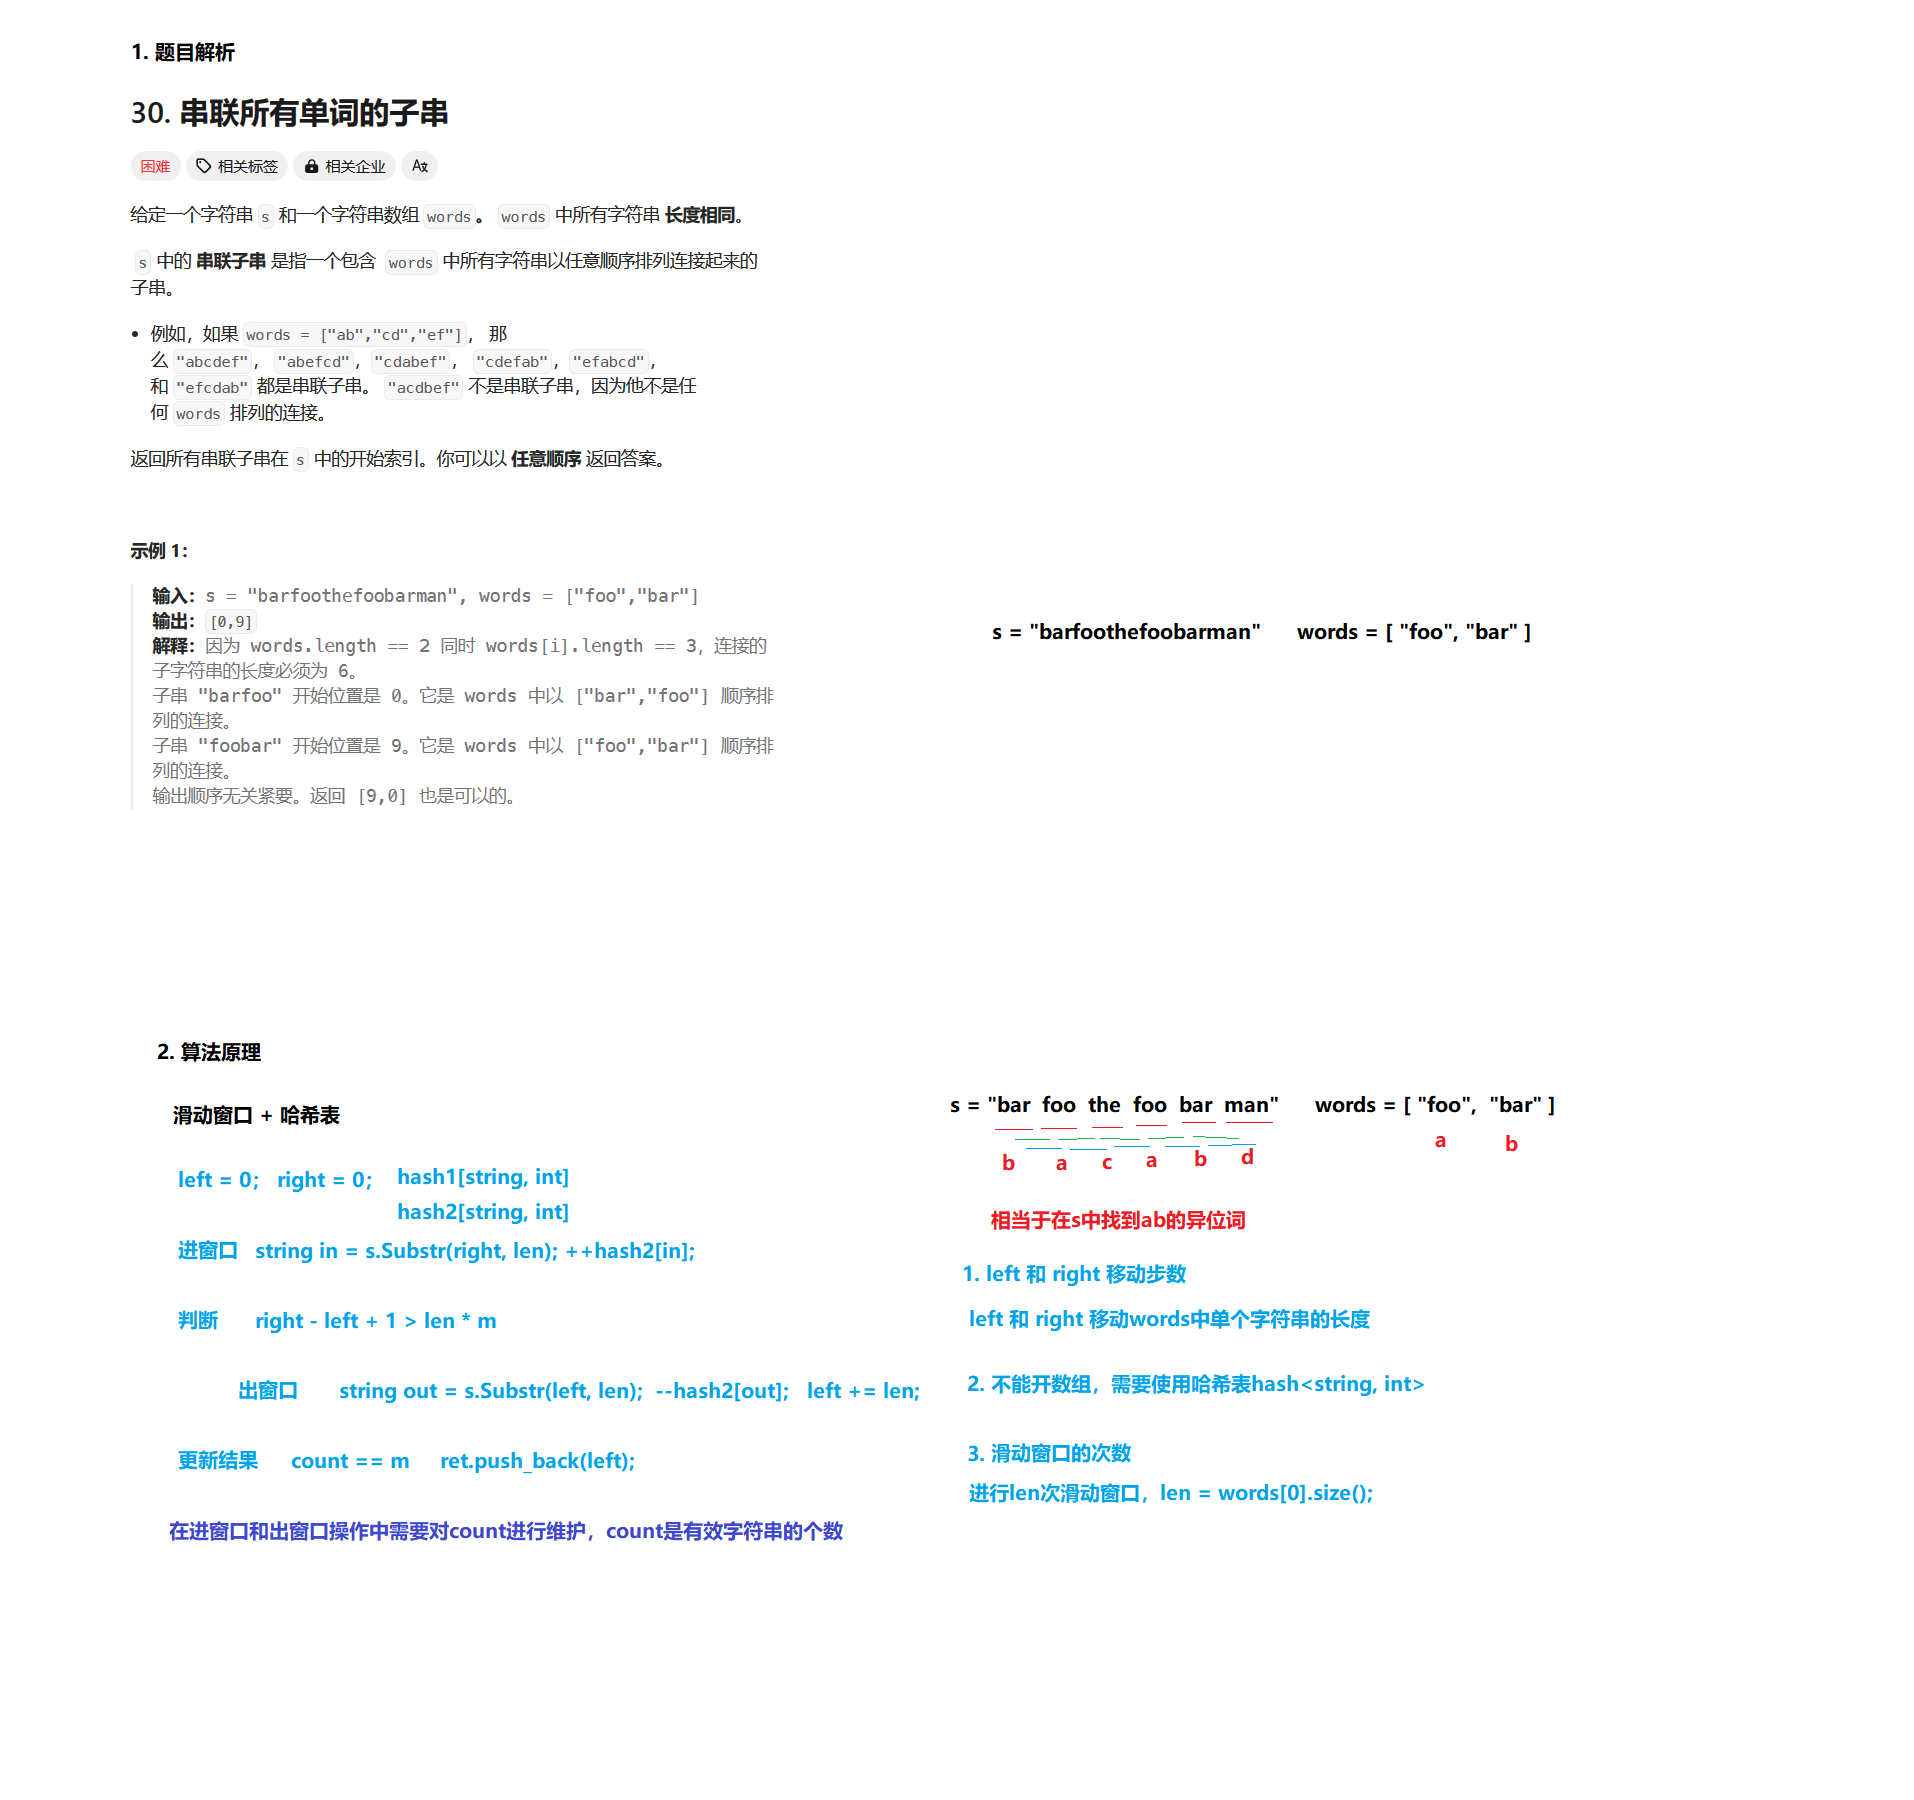 1. 题目解析
30. 串联所有单词的子串
困难 相关标签 相关企业
给定一个字符串 s 和一个字符串数组 words。 words 中所有字符串 长度相同。
s 中的 串联子串 是指一个包含 words 中所有字符串以任意顺序排列连接起来的
子串。
• 例如，如果 words = ["ab","cd","ef"]， 那
么 "abcdef"， "abefcd"，"cdabef"， "cdefab"，"efabcd"，
和 "efcdab" 都是串联子串。 "acdbef" 不是串联子串，因为他不是任
何 words 排列的连接。
返回所有串联子串在 s 中的开始索引。你可以以 任意顺序 返回答案。
示例 1：
输入：s = "barfoothefoobarman", words = ["foo","bar"]
输出：[0,9]
解释：因为 words.length == 2 同时 words[i].length == 3，连接的
子字符串的长度必须为 6。
子串 "barfoo" 开始位置是 0。它是 words 中以 ["bar","foo"] 顺序排
列的连接。
子串 "foobar" 开始位置是 9。它是 words 中以 ["foo","bar"] 顺序排
列的连接。
输出顺序无关紧要。返回 [9,0] 也是可以的。
s = "barfoothefoobarman" words = [ "foo", "bar" ]
2. 算法原理
滑动窗口 + 哈希表
left = 0； right = 0； hash1[string, int]
hash2[string, int]
进窗口 string in = s.Substr(right, len); ++hash2[in];
判断 right - left + 1 > len * m
出窗口 string out = s.Substr(left, len); --hash2[out]; left += len;
更新结果 count == m ret.push_back(left);
在进窗口和出窗口操作中需要对count进行维护，count是有效字符串的个数
s = "bar foo the foo bar man" words = [ "foo", "bar" ]
b a c a b d a b
相当于在s中找到ab的异位词
1. left 和 right 移动步数
left 和 right 移动words中单个字符串的长度
2. 不能开数组，需要使用哈希表hash<string, int>
3. 滑动窗口的次数
进行len次滑动窗口，len = words[0].size();